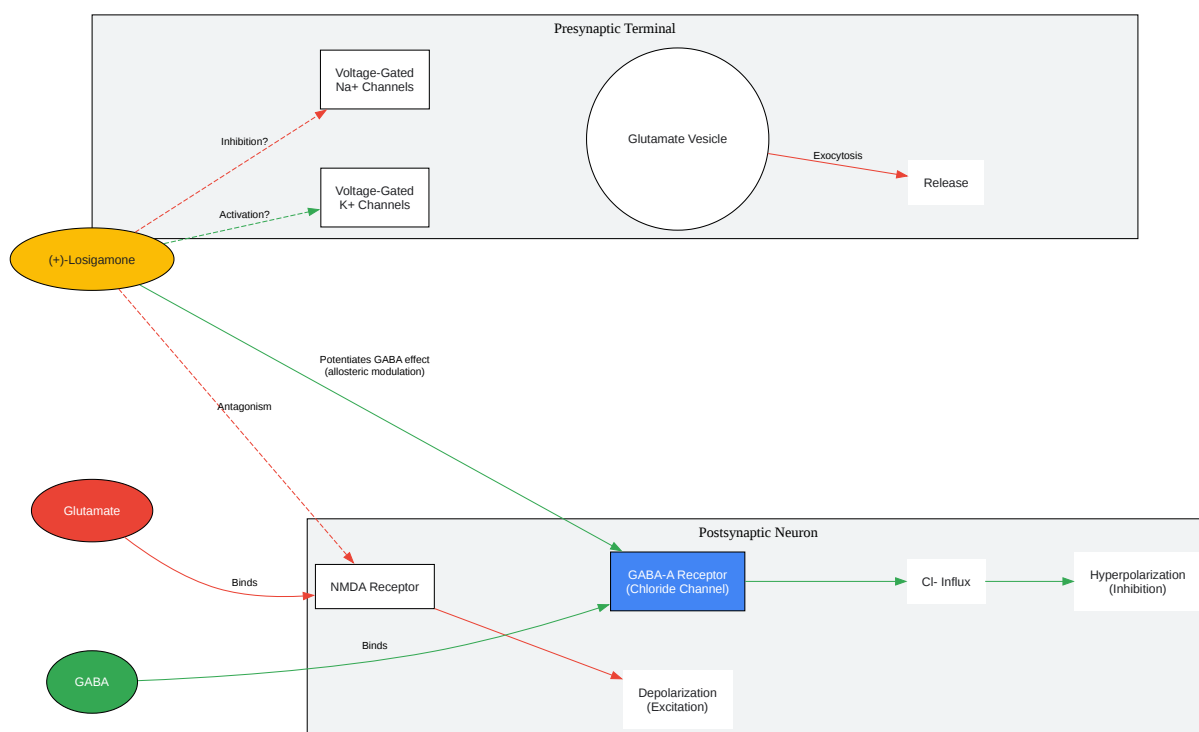 Presynaptic Terminal
Voltage-Gated
Na+ Channels
Glutamate Vesicle
Inhibition?
Exocytosis
Release
Voltage-Gated
K+ Channels
Activation?
(+)-Losigamone
Potentiates GABA effect
(allosteric modulation)
Antagonism
Glutamate
Postsynaptic Neuron
Binds
NMDA Receptor
GABA-A Receptor
(Chloride Channel)
Cl- Influx
Hyperpolarization
(Inhibition)
Binds
GABA
Depolarization
(Excitation)